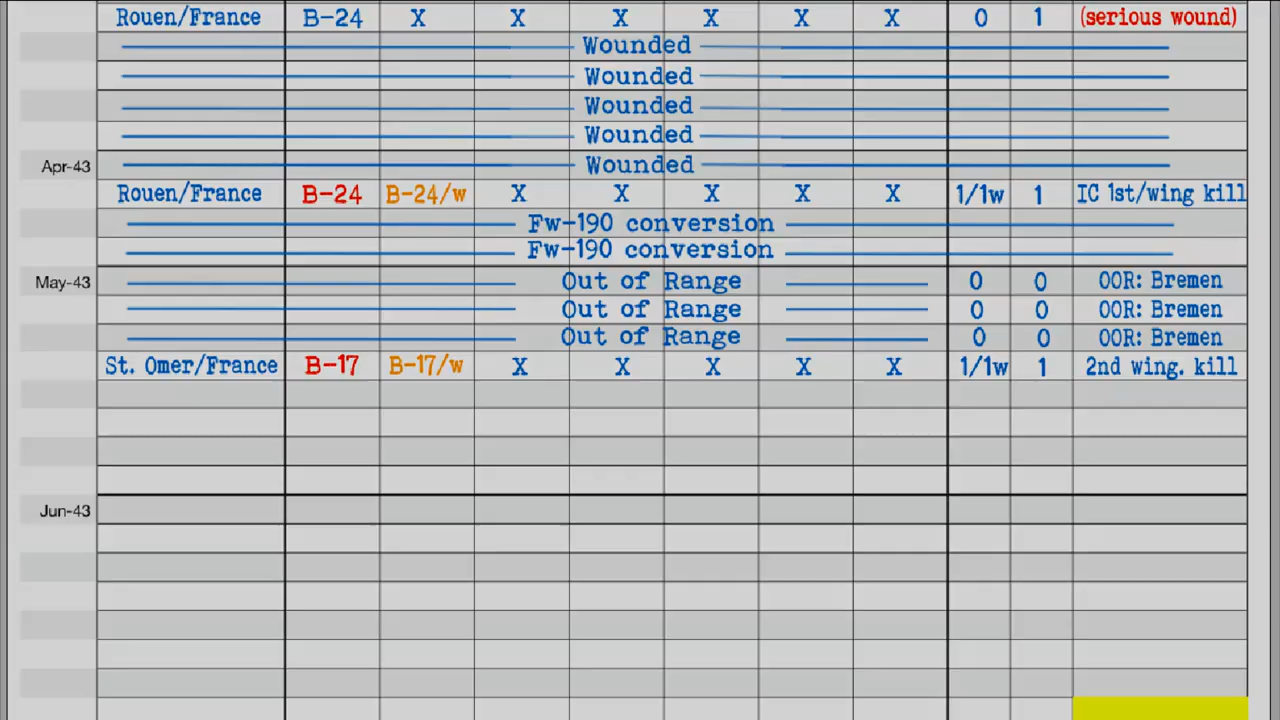 Rouen/France B-24 X X X X X X 0 1 (serious wound)
Wounded
Wounded
Wounded
Wounded
Apr-43 Wounded
Rouen/France B-24 B-24/w X X X X X 1/1w 1 IC 1st/wing kill
Fw-190 conversion
Fw-190 conversion
May-43 Out of Range 0 0 OOR: Bremen
Out of Range 0 0 OOR: Bremen
Out of Range 0 0 OOR: Bremen
St. Omer/France B-17 B-17/w X X X X X 1/1w 1 2nd wing. kill
Jun-43